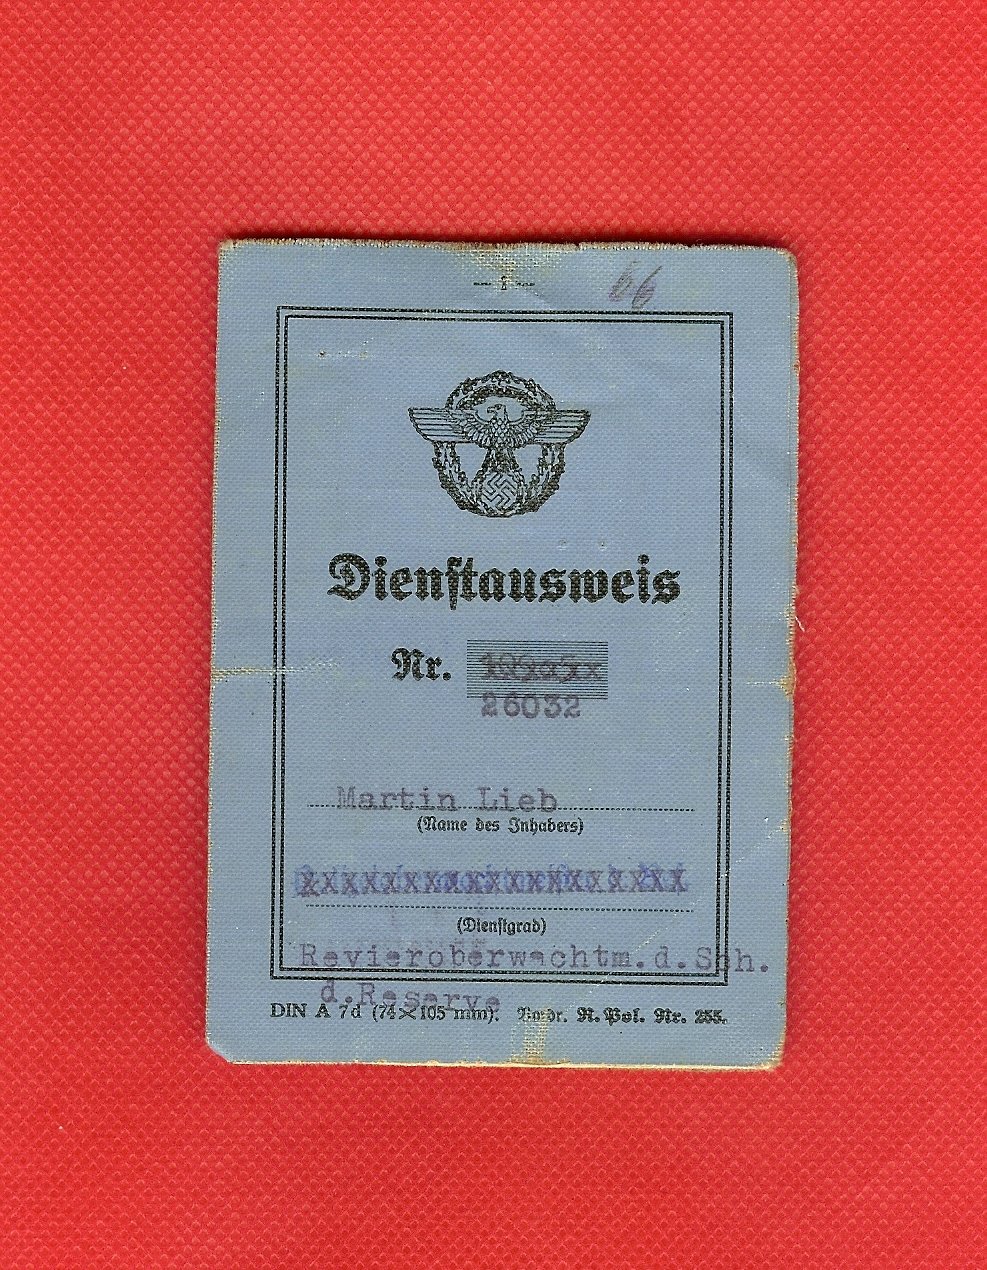 66
Dienſtausweis
Nr.
26032
Martin Lieb
(Name des Inhabers)
(Dienſtgrad)
Revieroberwachtm.d.Sch.
d.Reserve
DIN A 7d (74×105 mm). Vordr. R. Pol. Nr. 255.